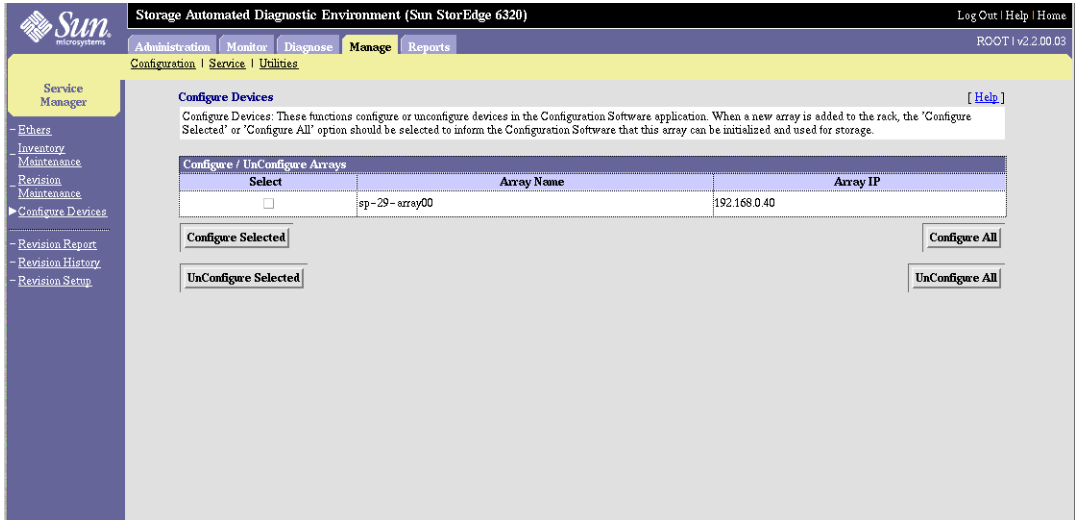 Sun
microsystems
Storage Automated Diagnostic Environment (Sun StorEdge 6320)
Log Out | Help | Home
Administration Monitor Diagnose Manage Reports
ROOT | v2.2.00.03
Configuration | Service | Utilities
Service
Manager
– Ethers
– Inventory
Maintenance
– Revision
Maintenance
Configure Devices
– Revision Report
– Revision History
– Revision Setup
Configure Devices
[ Help ]
Configure Devices: These functions configure or unconfigure devices in the Configuration Software application. When a new array is added to the rack, the 'Configure
Selected' or 'Configure All' option should be selected to inform the Configuration Software that this array can be initialized and used for storage.
Configure / UnConfigure Arrays
Select Array Name Array IP
sp-29-array00 192.168.0.40
Configure Selected Configure All
UnConfigure Selected UnConfigure All